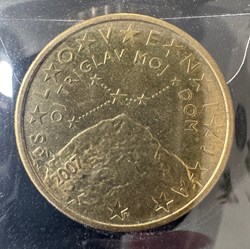 SLOVENIJA
OJ TRIGLAV MOJ DOM
2007